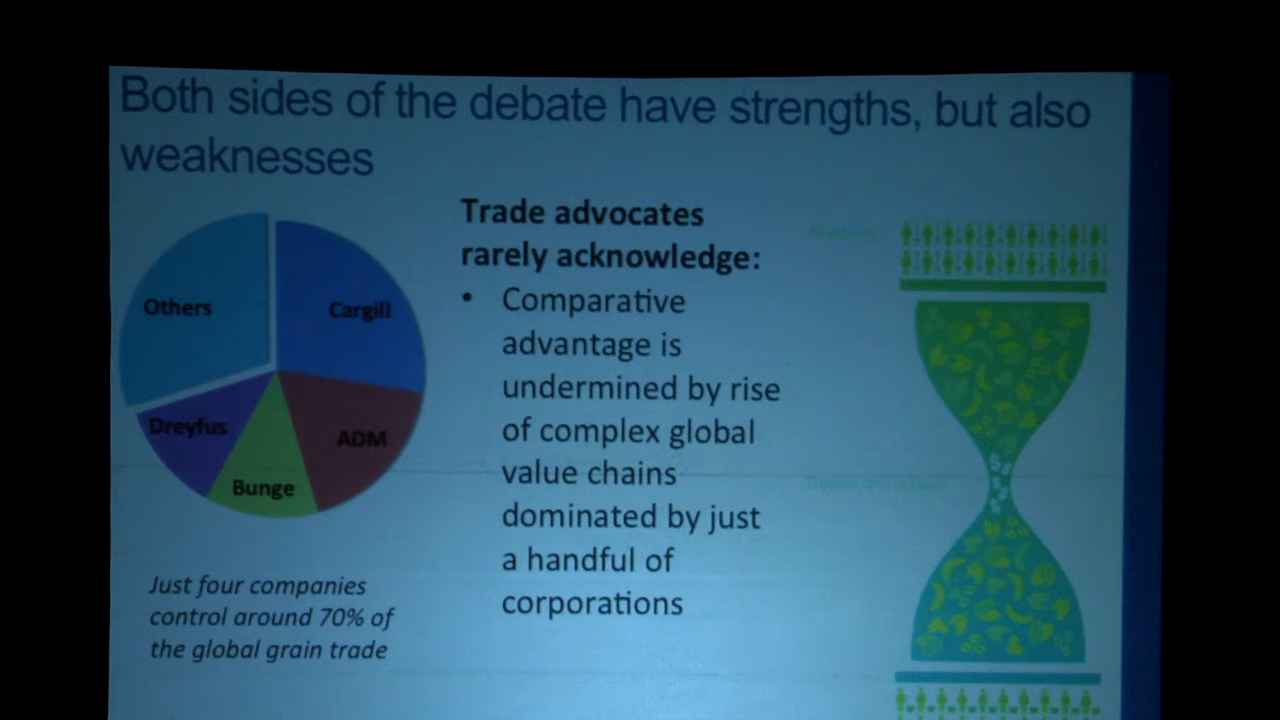 Both sides of the debate have strengths, but also
weaknesses
Others
Cargill
Dreyfus
ADM
Bunge
Just four companies
control around 70% of
the global grain trade
Trade advocates
rarely acknowledge:
• Comparative
advantage is
undermined by rise
of complex global
value chains
dominated by just
a handful of
corporations